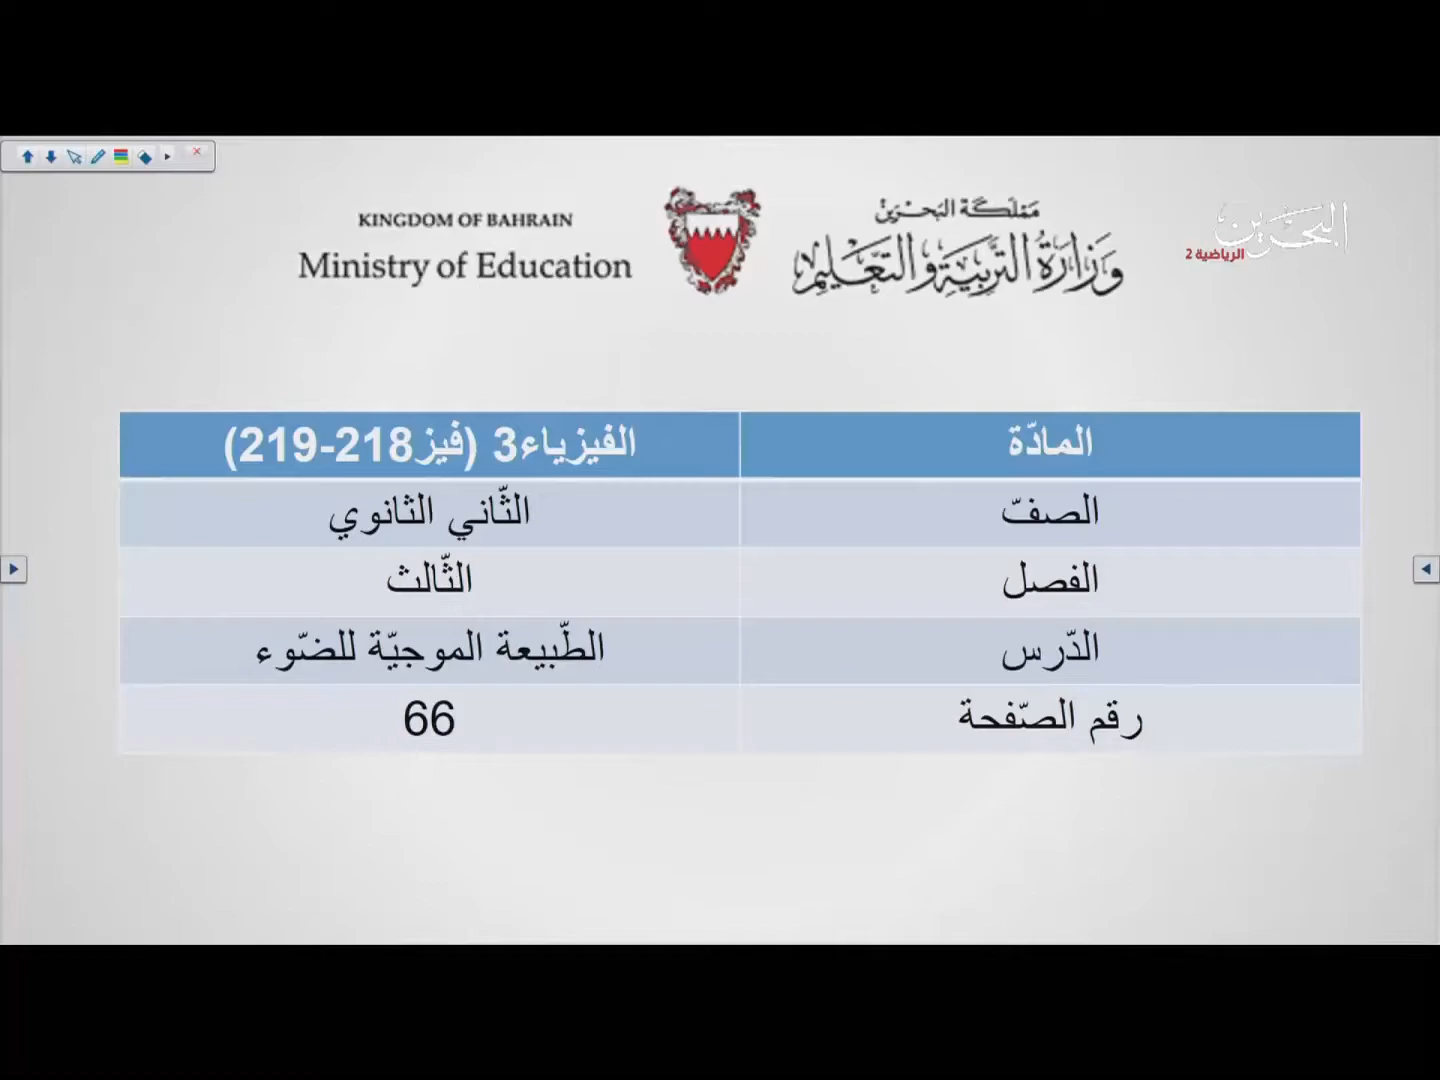 KINGDOM OF BAHRAIN
Ministry of Education
مملكة البحرين
وزارة التربية والتعليم
البحرين
الرياضية 2
المادّة الفيزياء3 (فيز218-219)
الصفّ الثّاني الثانوي
الفصل الثّالث
الدّرس الطّبيعة الموجيّة للضّوء
رقم الصّفحة 66